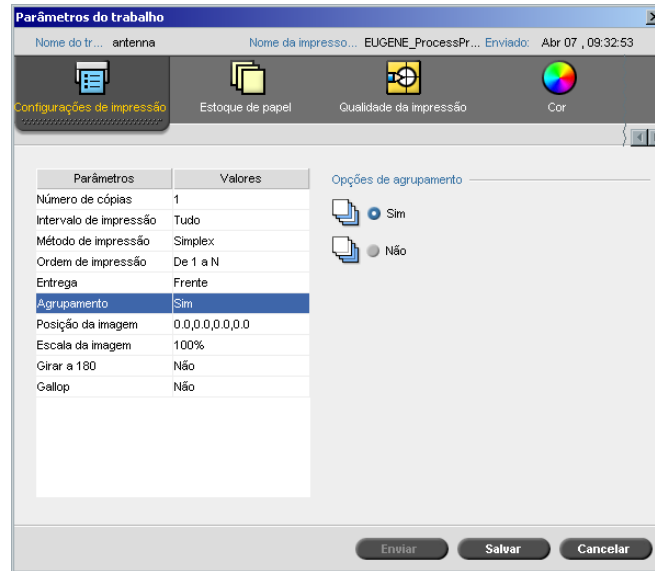 Parâmetros do trabalho
Nome do tr... antenna Nome da impresso... EUGENE_ProcessPr... Enviado: Abr 07 , 09:32:53
Configurações de impressão Estoque de papel Qualidade da impressão Cor
Parâmetros Valores
Número de cópias 1
Intervalo de impressão Tudo
Método de impressão Simplex
Ordem de impressão De 1 a N
Entrega Frente
Agrupamento Sim
Posição da imagem 0.0,0.0,0.0,0.0
Escala da imagem 100%
Girar a 180 Não
Gallop Não
Opções de agrupamento
Sim
Não
Enviar Salvar Cancelar